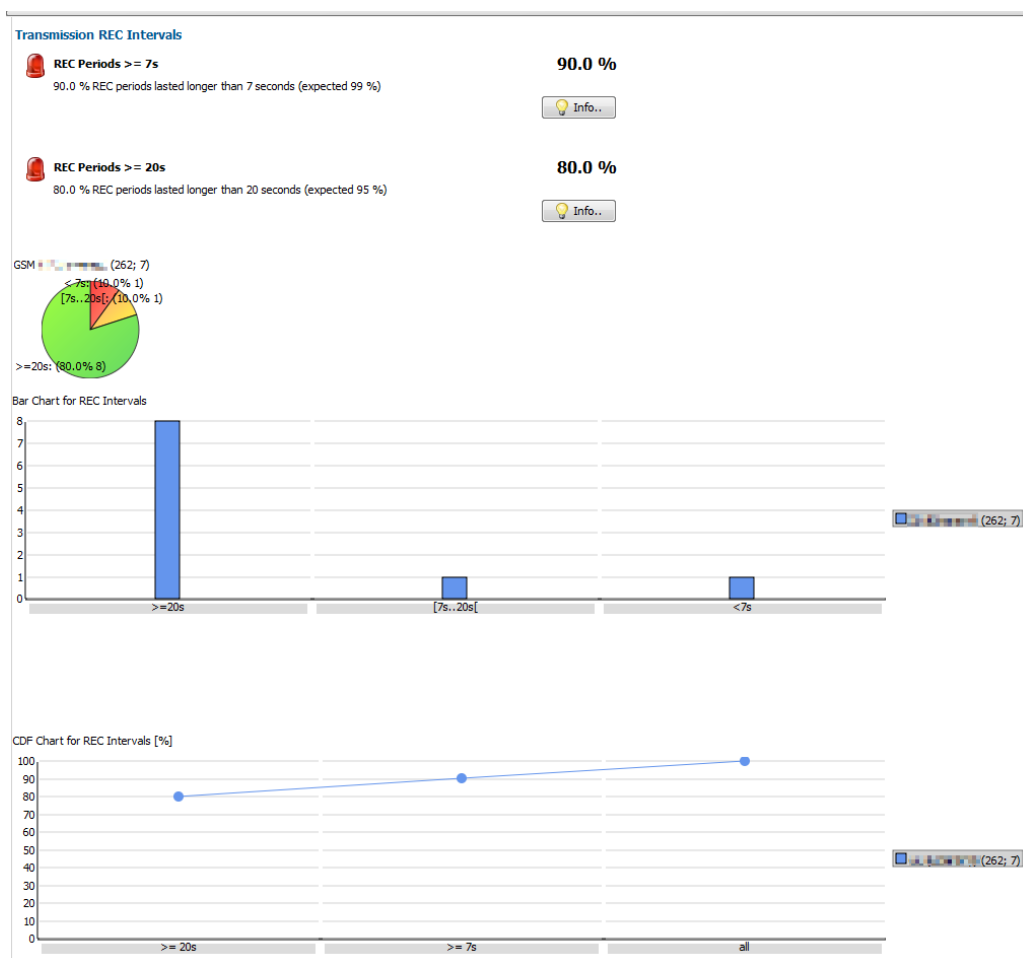 Transmission REC Intervals
REC Periods >= 7s
90.0 %
90.0 % REC periods lasted longer than 7 seconds (expected 99 %)
Info..
REC Periods >= 20s
80.0 %
80.0 % REC periods lasted longer than 20 seconds (expected 95 %)
Info..
GSM (262; 7)
< 7s: (10.0% 1)
[7s..20s[: (10.0% 1)
>=20s: (80.0% 8)
Bar Chart for REC Intervals
8
7
6
5
4
3
2
1
0
>=20s [7s..20s[ <7s
(262; 7)
CDF Chart for REC Intervals [%]
100
90
80
70
60
50
40
30
20
10
0
>= 20s >= 7s all
(262; 7)